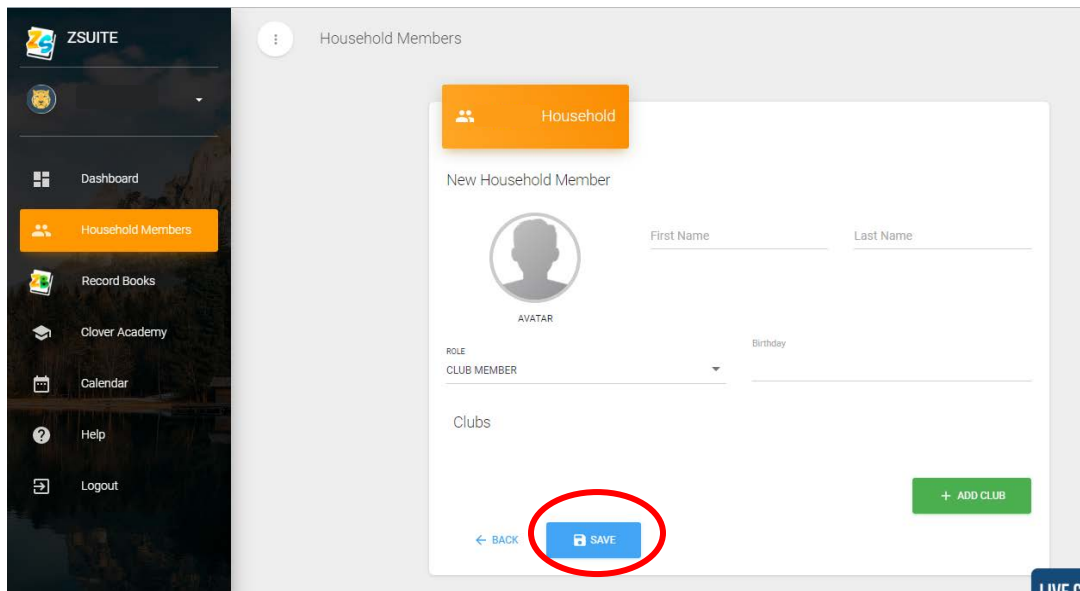 ZSUITE
Household Members
Household
New Household Member
First Name
Last Name
AVATAR
ROLE
CLUB MEMBER
Birthday
Clubs
+ ADD CLUB
← BACK
SAVE
Dashboard
Household Members
Record Books
Clover Academy
Calendar
Help
Logout
LIVE